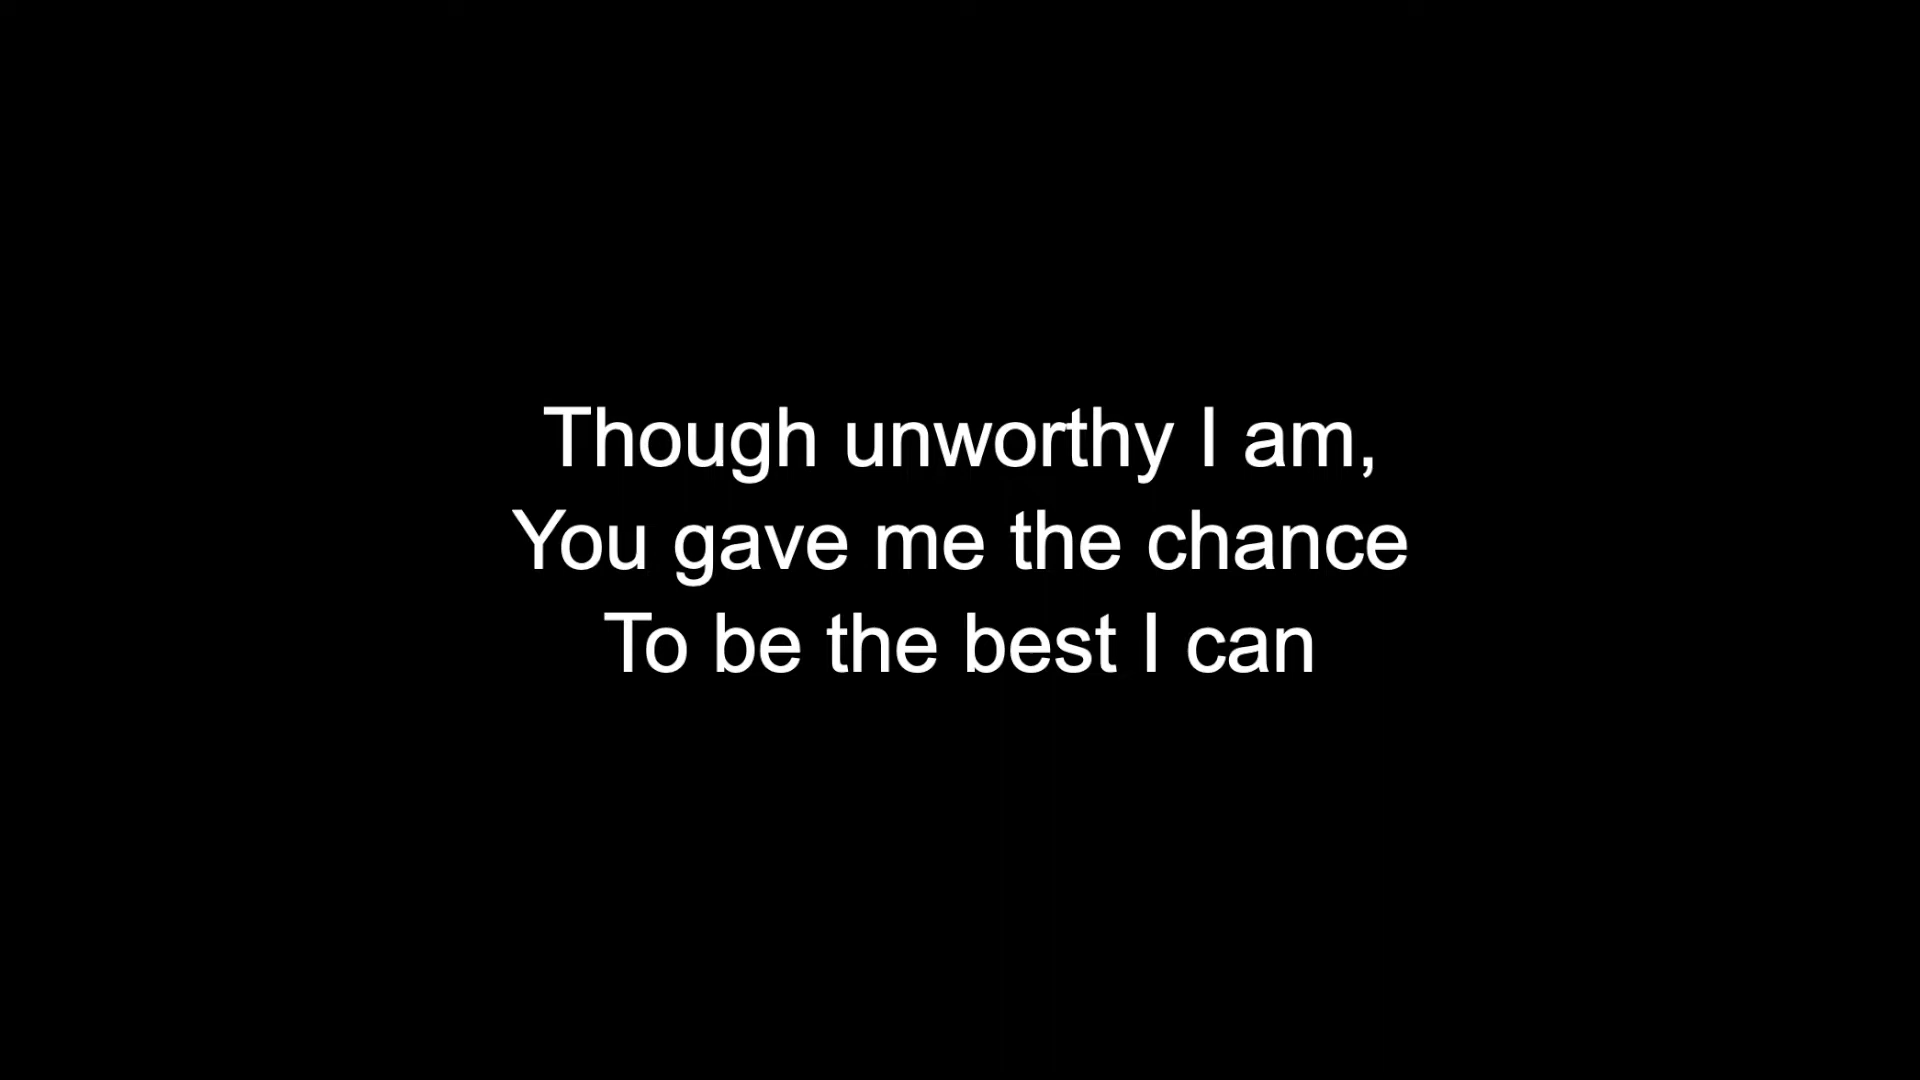 Though unworthy I am,
You gave me the chance
To be the best I can